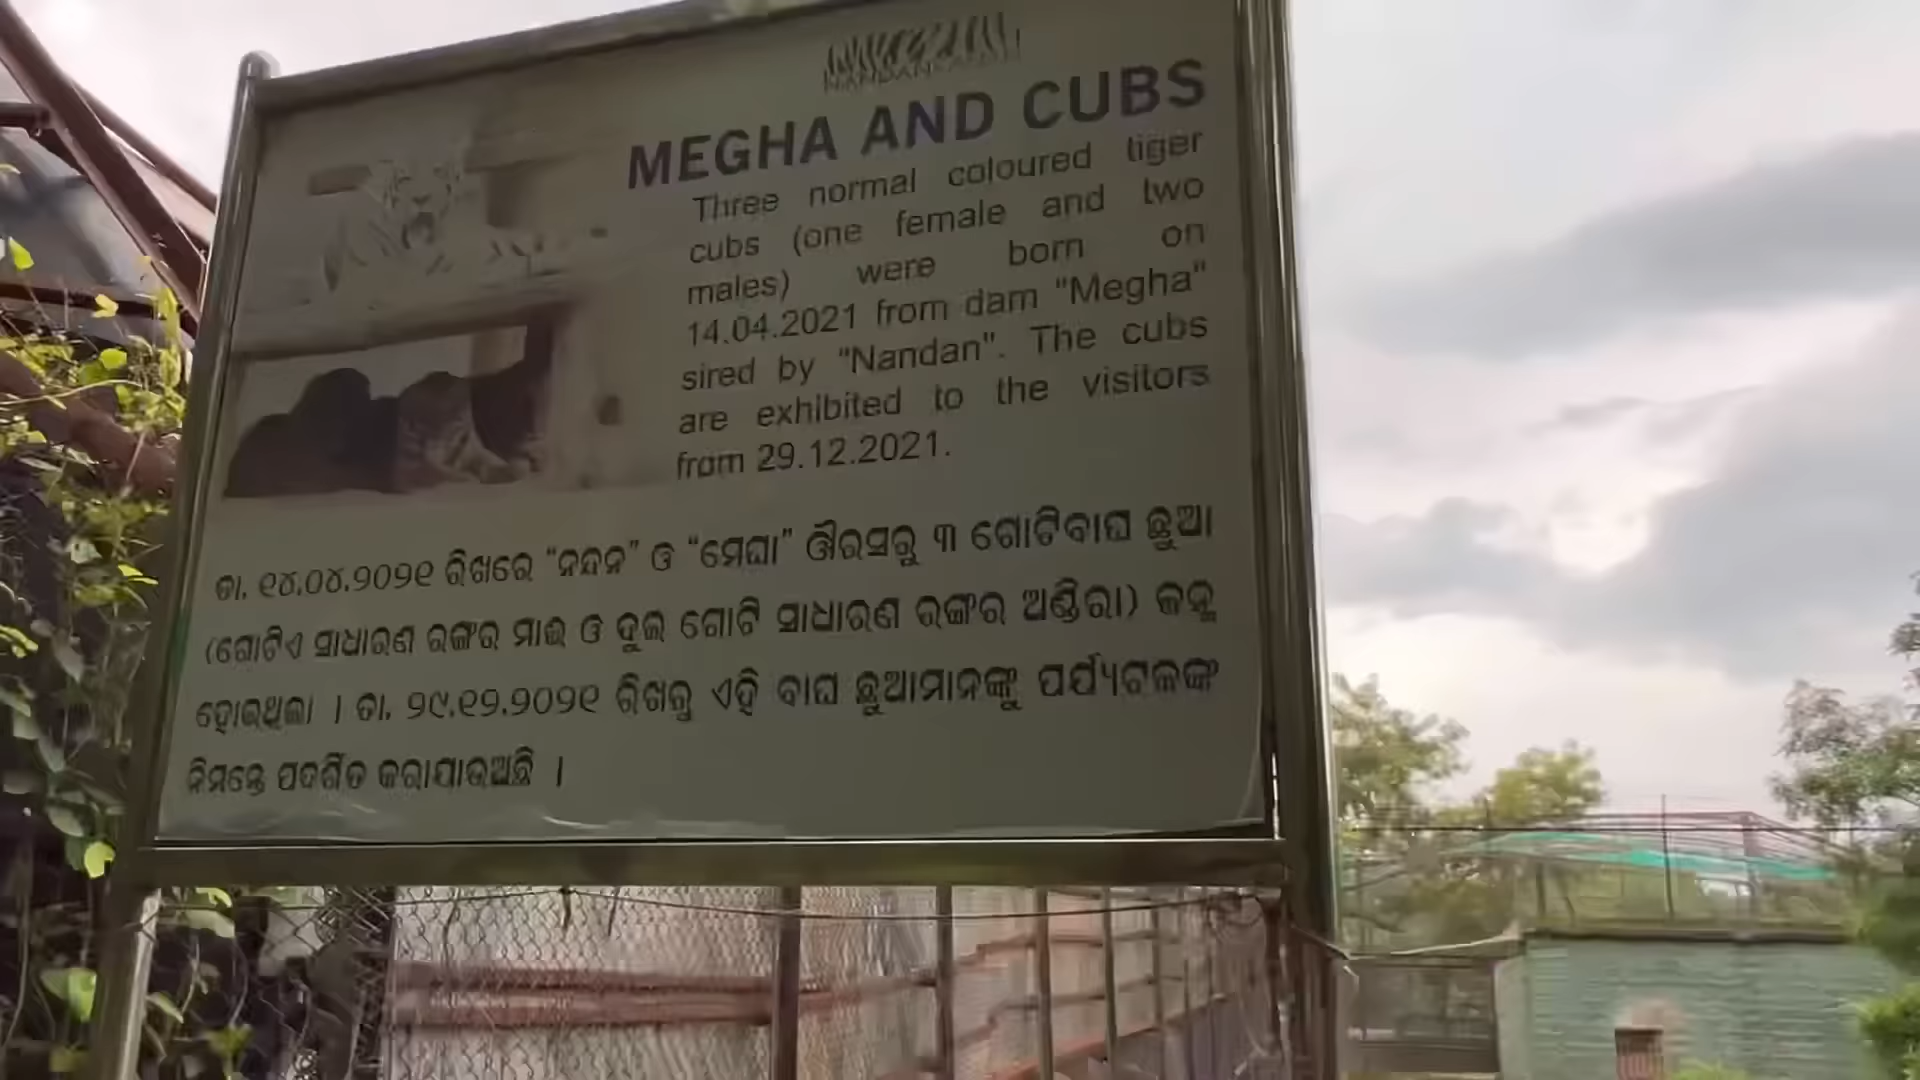 NANDANKANAN
MEGHA AND CUBS
Three normal coloured tiger
cubs (one female and two
males) were born on
14.04.2021 from dam "Megha"
sired by "Nandan". The cubs
are exhibited to the visitors
from 29.12.2021.
ତା. ୧୪.୦୪.୨୦୨୧ ରିଖରେ “ନନ୍ଦନ” ଓ “ମେଘା” ଔରସରୁ ୩ ଗୋଟିବାଘ ଛୁଆ
(ଗୋଟିଏ ସାଧାରଣ ରଙ୍ଗର ମାଈ ଓ ଦୁଇ ଗୋଟି ସାଧାରଣ ରଙ୍ଗର ଅଣ୍ଡିରା) ଜନ୍ମ
ହୋଇଥିଲା । ତା. ୨୯.୧୨.୨୦୨୧ ରିଖରୁ ଏହି ବାଘ ଛୁଆମାନଙ୍କୁ ପର୍ଯ୍ୟଟକଙ୍କ
ନିମନ୍ତେ ପଦର୍ଶିତ କରାଯାଉଅଛି ।